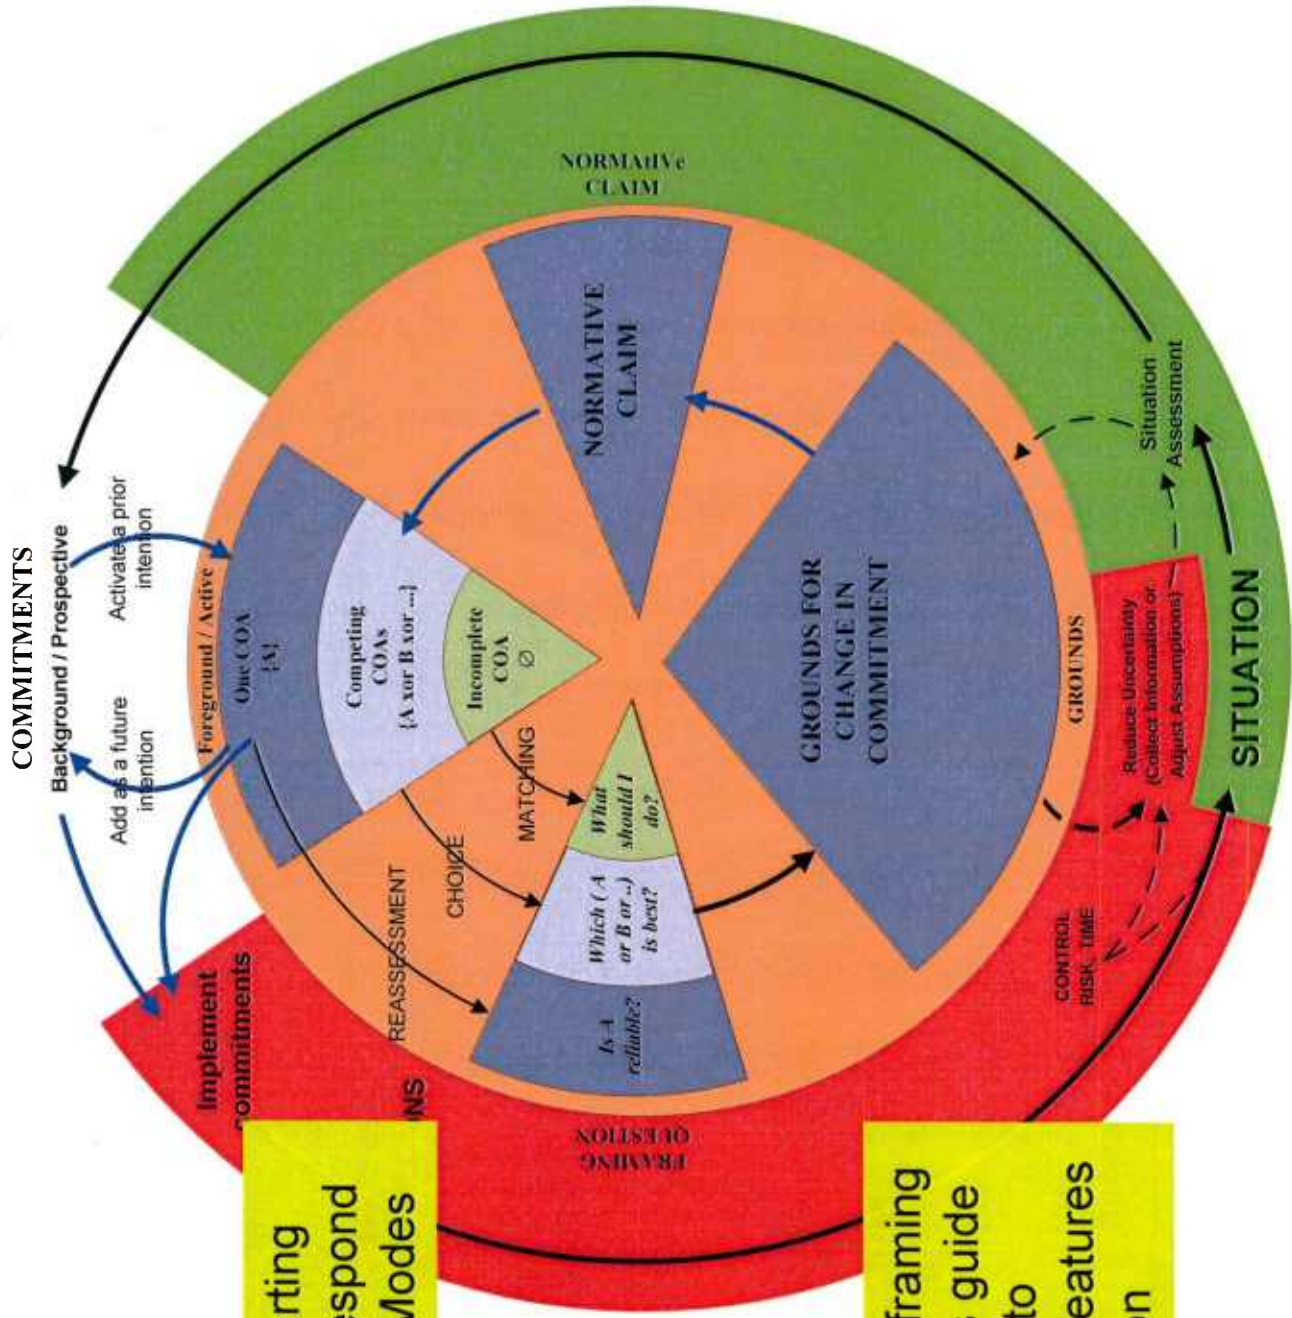 COMMITMENTS
Background / Prospective
Add as a future
intention
Activate a prior
intention
Foreground / Active
One COA
{A}
Competing
COAs
{A xor B xor ...}
Incomplete
COA
∅
Implement
commitments
NS
REASSESSMENT
CHOICE
MATCHING
FRAMING
QUESTION
Is A
reliable?
Which ( A
or B or ..)
is best?
What
should I
do?
NORMATIVE
CLAIM
NORMAtIVe
CLAIM
GROUNDS FOR
CHANGE IN
COMMITMENT
GROUNDS
CONTROL
RISK, TIME
Reduce Uncertainty
(Collect Information or
Adjust Assumptions)
Situation
Assessment
SITUATION
rting
espond
Modes
framing
s guide
to
eatures
on